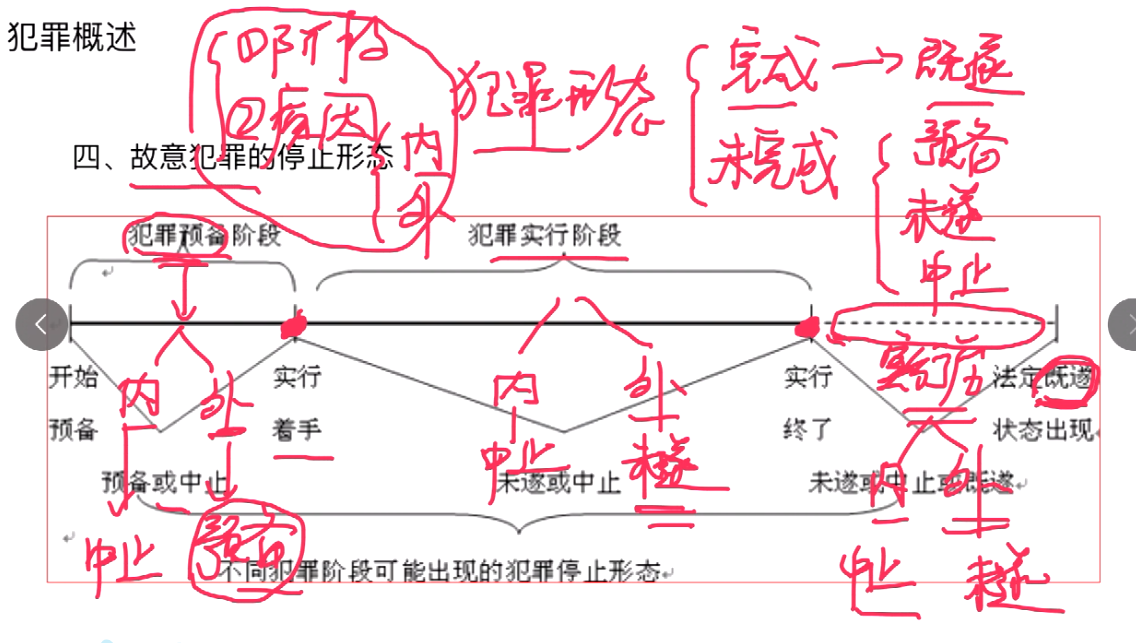 犯罪概述
①阶段
②原因
内
外
犯罪形态
完成→既遂
未完成
预备
未遂
中止
四、故意犯罪的停止形态
犯罪预备阶段
犯罪实行阶段
开始
预备
实行
着手
实行
终了
法定既遂
状态出现
内
外
内
外
实行后
内
外
中止
未遂
预备或中止
未遂或中止
未遂或中止或既遂
中止
预备
中止
未遂
不同犯罪阶段可能出现的犯罪停止形态